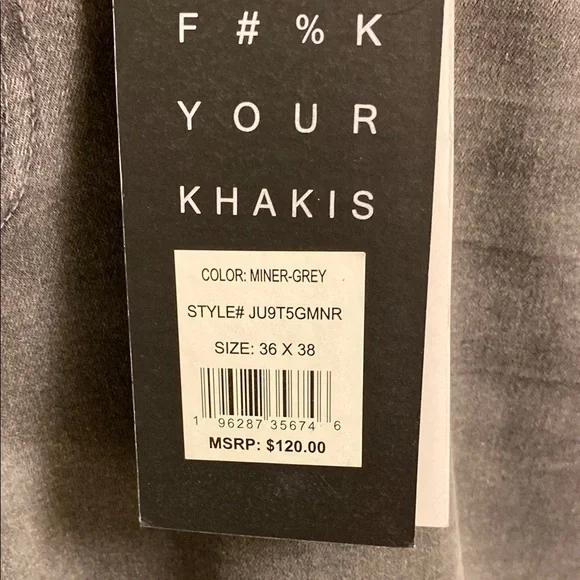 F#%K
YOUR
KHAKIS
COLOR: MINER-GREY
STYLE# JU9T5GMNR
SIZE: 36 X 38
1 96287 35674 6
MSRP: $120.00